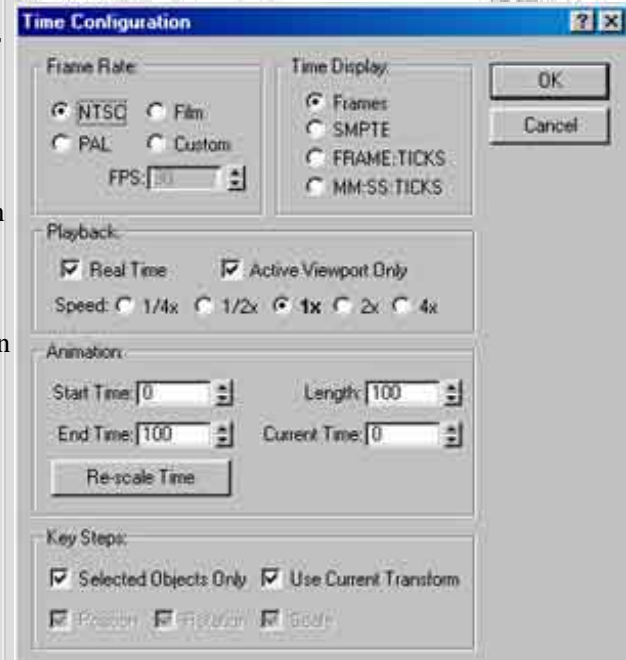 Time Configuration
Frame Rate:
NTSC
Film
PAL
Custom
FPS: 30
Time Display:
Frames
SMPTE
FRAME:TICKS
MM:SS:TICKS
OK
Cancel
Playback:
Real Time
Active Viewport Only
Speed: 1/4x 1/2x 1x 2x 4x
Animation:
Start Time: 0
Length: 100
End Time: 100
Current Time: 0
Re-scale Time
Key Steps:
Selected Objects Only
Use Current Transform
Position Rotation Scale